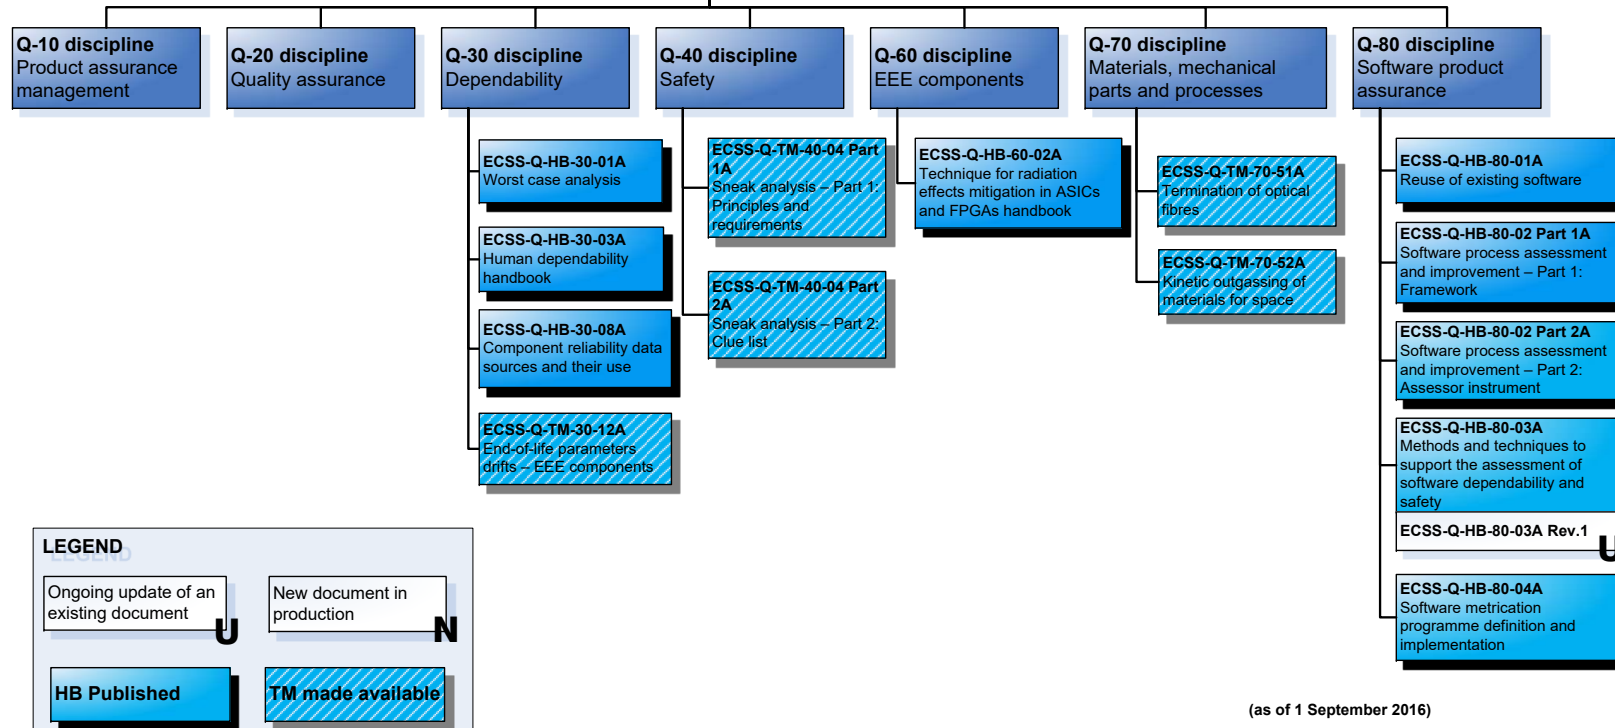 Q-10 discipline
Product assurance
management
Q-20 discipline
Quality assurance
Q-30 discipline
Dependability
Q-40 discipline
Safety
Q-60 discipline
EEE components
Q-70 discipline
Materials, mechanical
parts and processes
Q-80 discipline
Software product
assurance
ECSS-Q-HB-30-01A
Worst case analysis
ECSS-Q-HB-30-03A
Human dependability
handbook
ECSS-Q-HB-30-08A
Component reliability data
sources and their use
ECSS-Q-TM-30-12A
End-of-life parameters
drifts – EEE components
ECSS-Q-TM-40-04 Part
1A
Sneak analysis – Part 1:
Principles and
requirements
ECSS-Q-TM-40-04 Part
2A
Sneak analysis – Part 2:
Clue list
ECSS-Q-HB-60-02A
Technique for radiation
effects mitigation in ASICs
and FPGAs handbook
ECSS-Q-TM-70-51A
Termination of optical
fibres
ECSS-Q-TM-70-52A
Kinetic outgassing of
materials for space
ECSS-Q-HB-80-01A
Reuse of existing software
ECSS-Q-HB-80-02 Part 1A
Software process assessment
and improvement – Part 1:
Framework
ECSS-Q-HB-80-02 Part 2A
Software process assessment
and improvement – Part 2:
Assessor instrument
ECSS-Q-HB-80-03A
Methods and techniques to
support the assessment of
software dependability and
safety
ECSS-Q-HB-80-03A Rev.1
U
ECSS-Q-HB-80-04A
Software metrication
programme definition and
implementation
LEGEND
Ongoing update of an
existing document
U
New document in
production
N
HB Published
TM made available
(as of 1 September 2016)